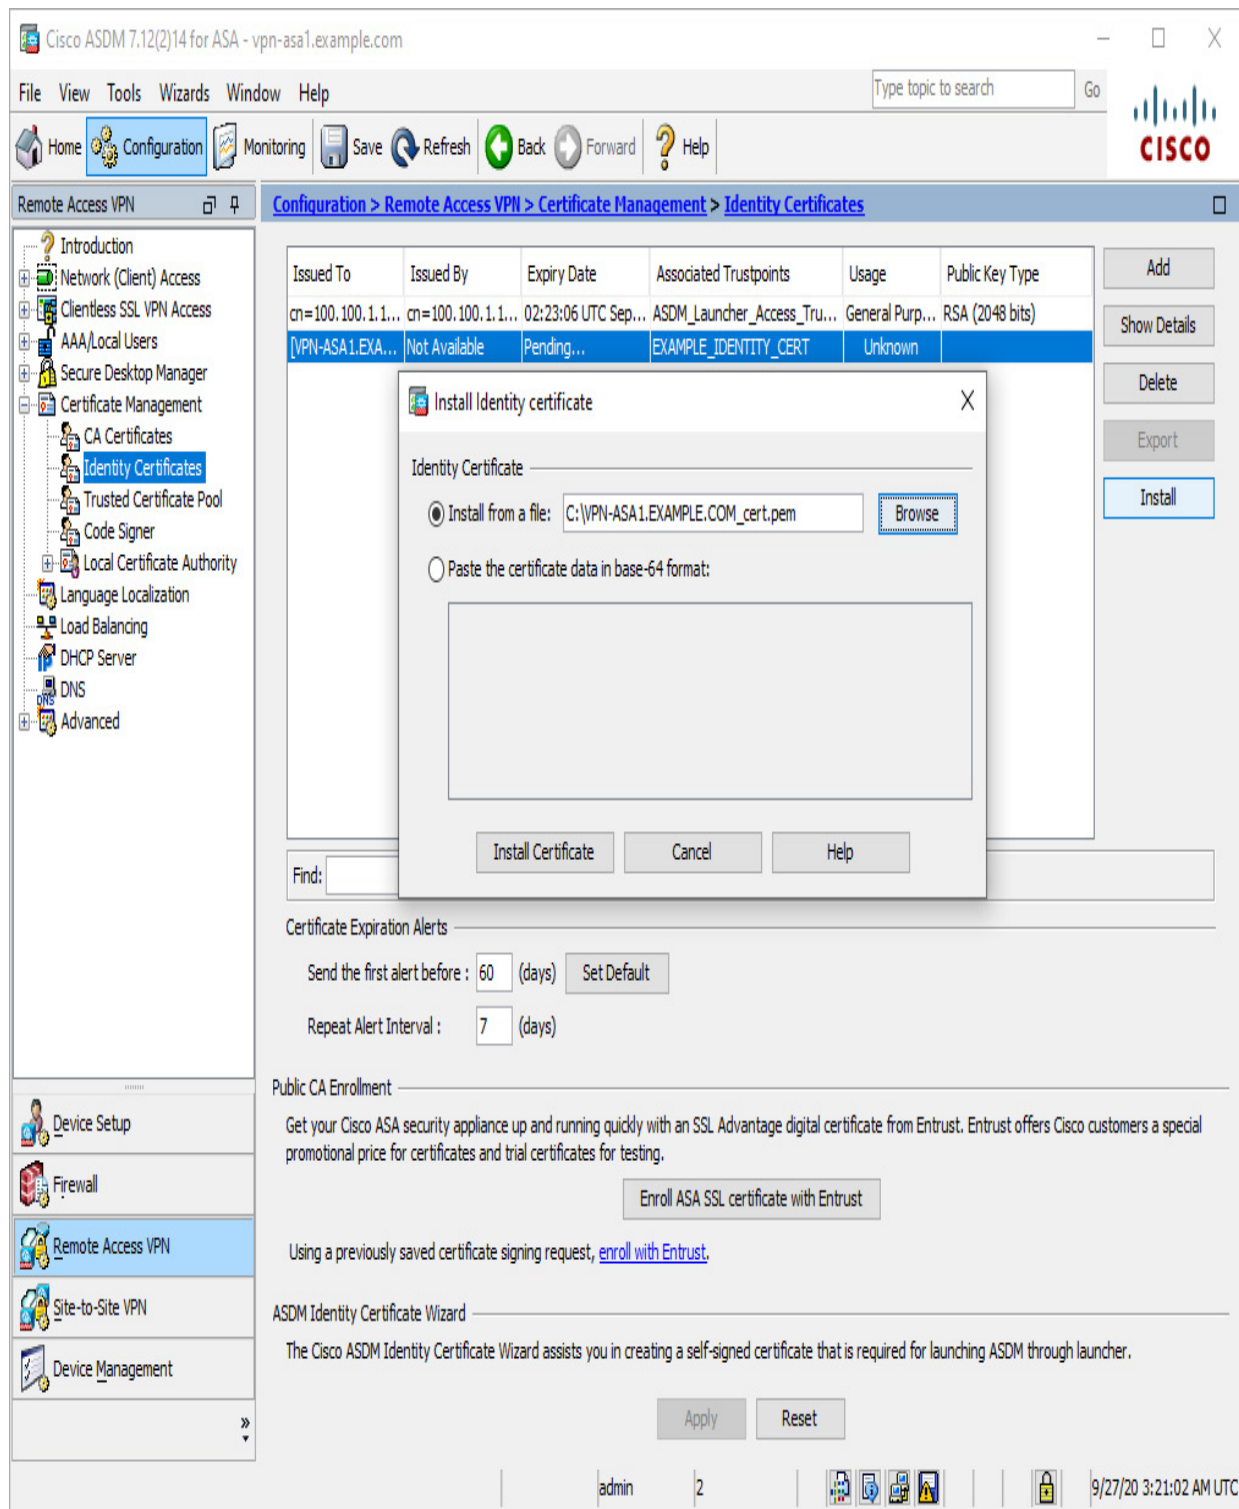 Cisco ASDM 7.12(2)14 for ASA - vpn-asa1.example.com
File View Tools Wizards Window Help
Type topic to search Go
CISCO
Home Configuration Monitoring Save Refresh Back Forward Help
Remote Access VPN
Configuration > Remote Access VPN > Certificate Management > Identity Certificates
Introduction
Network (Client) Access
Clientless SSL VPN Access
AAA/Local Users
Secure Desktop Manager
Certificate Management
CA Certificates
Identity Certificates
Trusted Certificate Pool
Code Signer
Local Certificate Authority
Language Localization
Load Balancing
DHCP Server
DNS
DNS
Advanced
Issued To Issued By Expiry Date Associated Trustpoints Usage Public Key Type
cn=100.100.1.1... cn=100.100.1.1... 02:23:06 UTC Sep... ASDM_Launcher_Access_Tru... General Purp... RSA (2048 bits)
[VPN-ASA1.EXA... Not Available Pending... EXAMPLE_IDENTITY_CERT Unknown
Add
Show Details
Delete
Export
Install
Install Identity certificate
Identity Certificate
Install from a file: C:\VPN-ASA1.EXAMPLE.COM_cert.pem Browse
Paste the certificate data in base-64 format:
Install Certificate Cancel Help
Find:
Certificate Expiration Alerts
Send the first alert before : 60 (days) Set Default
Repeat Alert Interval : 7 (days)
Public CA Enrollment
Get your Cisco ASA security appliance up and running quickly with an SSL Advantage digital certificate from Entrust. Entrust offers Cisco customers a special
promotional price for certificates and trial certificates for testing.
Enroll ASA SSL certificate with Entrust
Using a previously saved certificate signing request, enroll with Entrust.
ASDM Identity Certificate Wizard
The Cisco ASDM Identity Certificate Wizard assists you in creating a self-signed certificate that is required for launching ASDM through launcher.
Apply Reset
Device Setup
Firewall
Remote Access VPN
Site-to-Site VPN
Device Management
»
admin 2 9/27/20 3:21:02 AM UTC